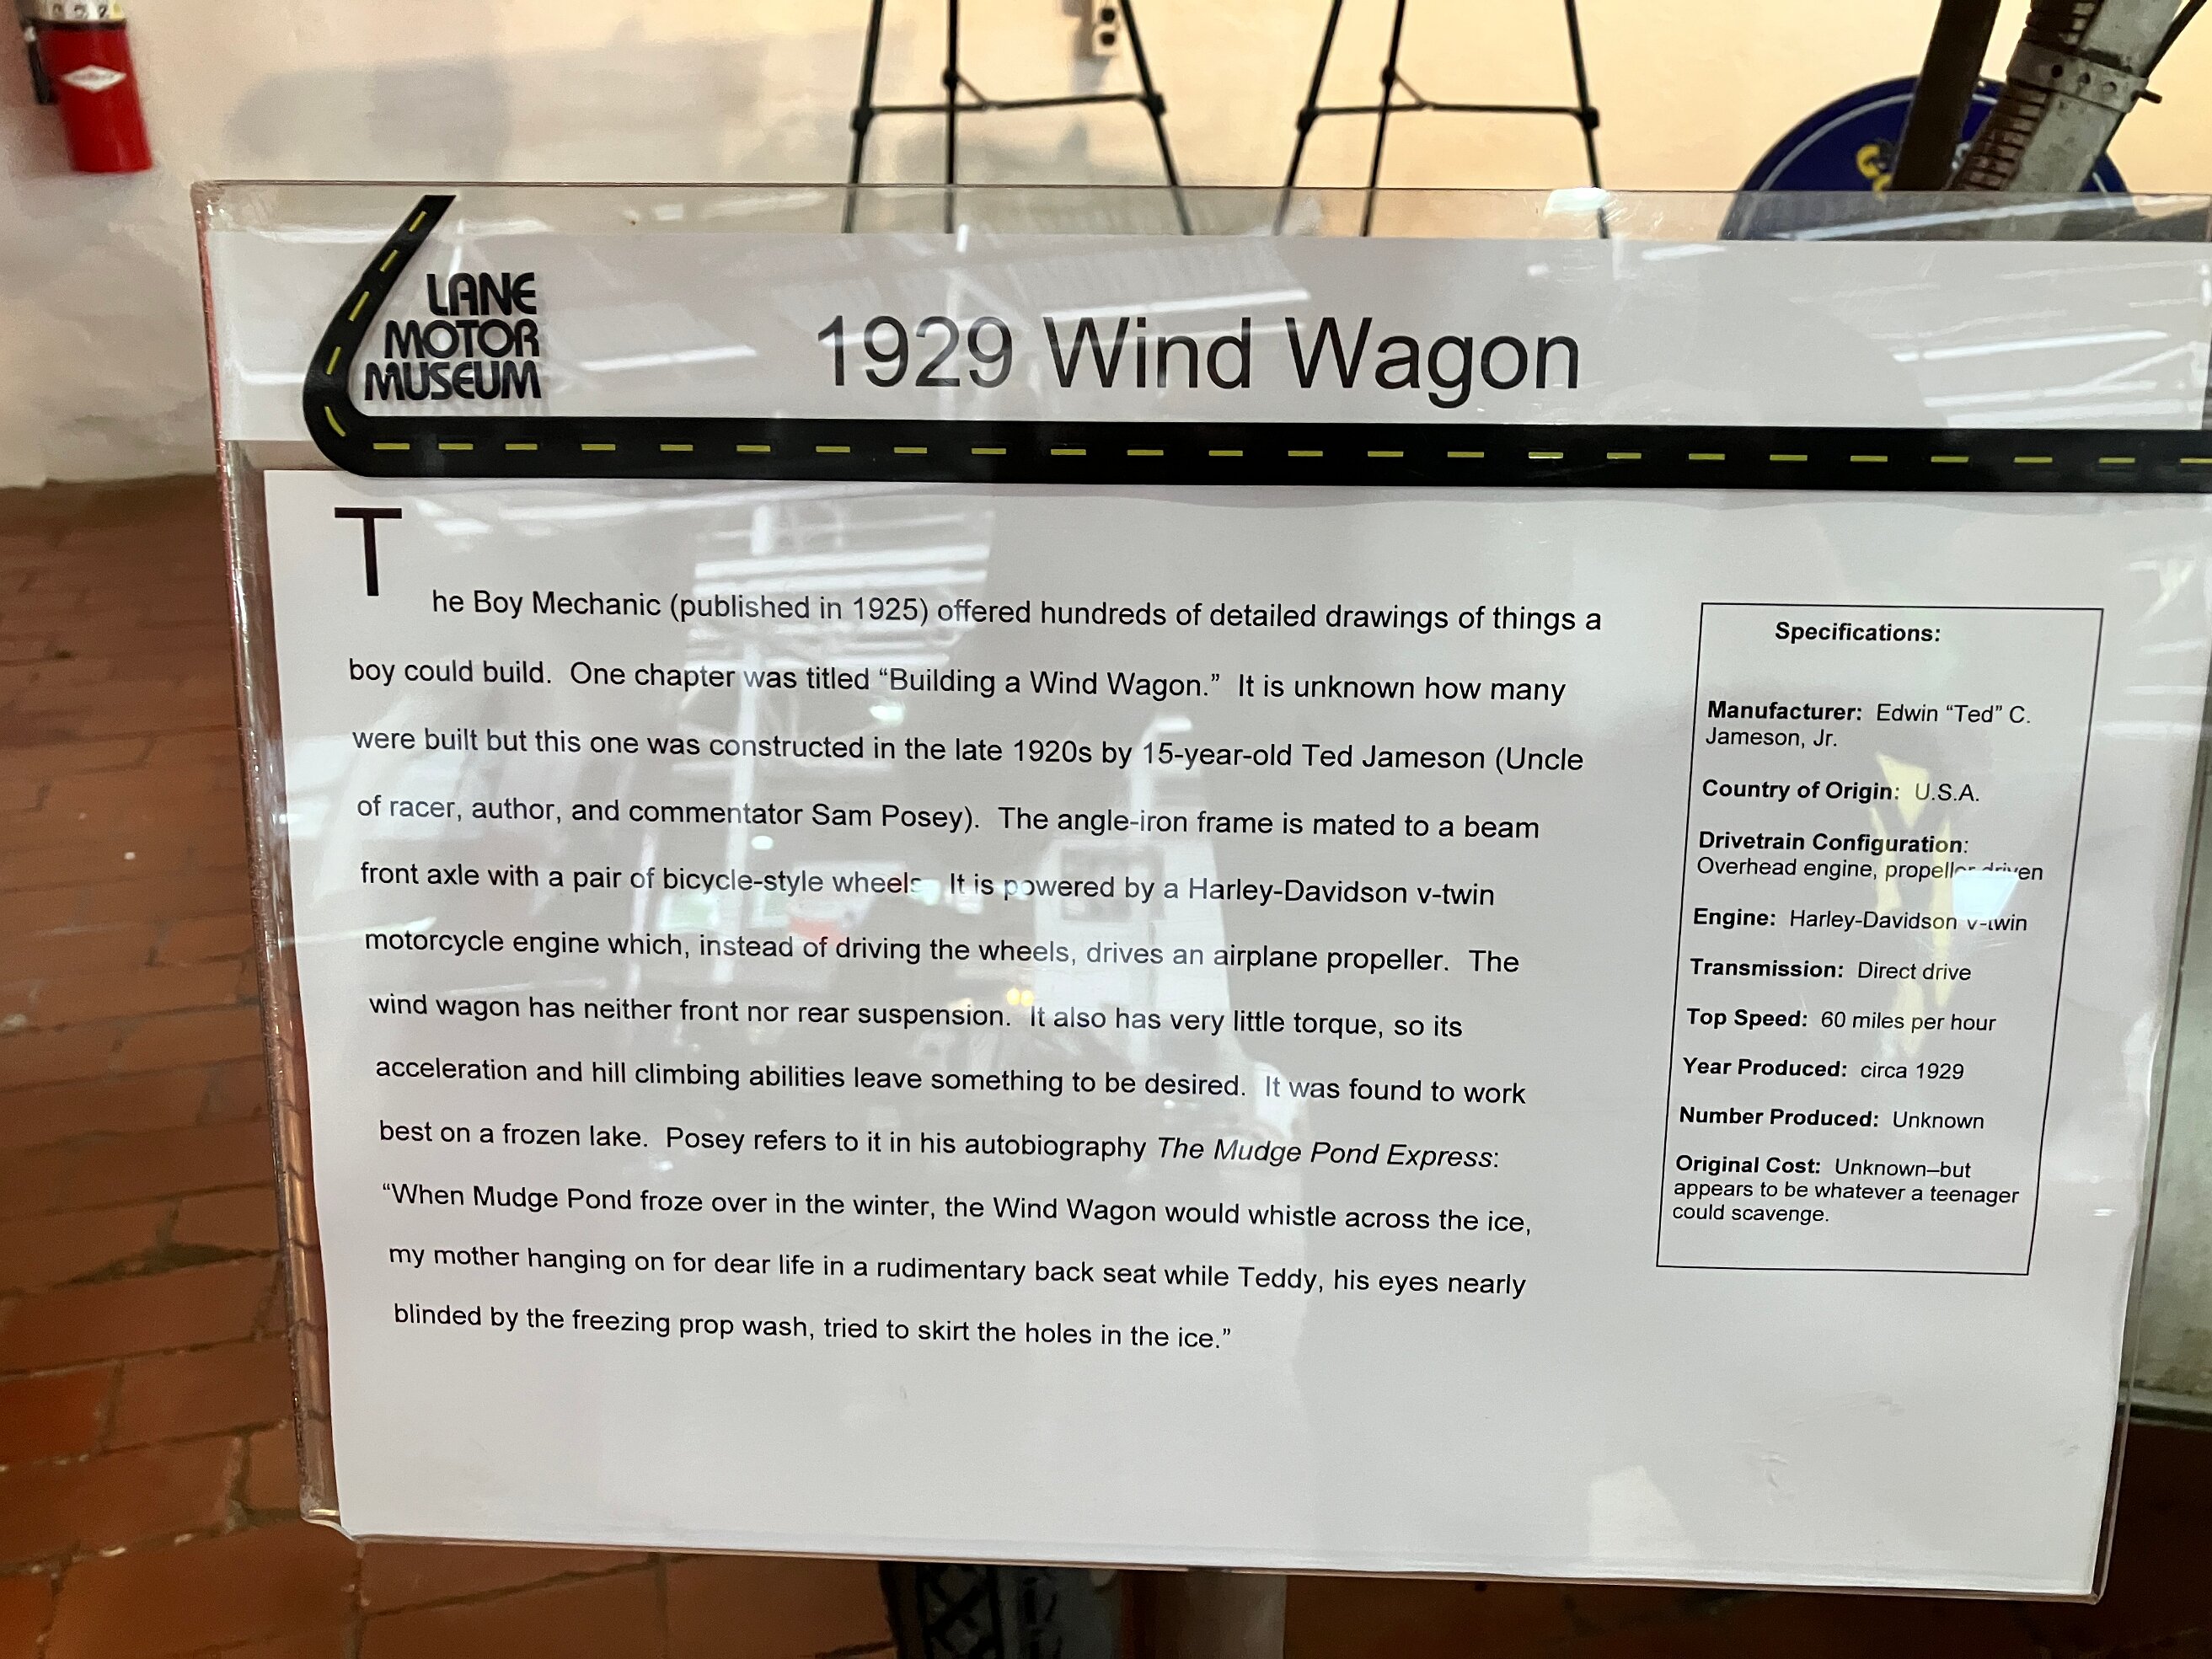 LANE
MOTOR
MUSEUM
1929 Wind Wagon
The Boy Mechanic (published in 1925) offered hundreds of detailed drawings of things a
boy could build. One chapter was titled “Building a Wind Wagon.” It is unknown how many
were built but this one was constructed in the late 1920s by 15-year-old Ted Jameson (Uncle
of racer, author, and commentator Sam Posey). The angle-iron frame is mated to a beam
front axle with a pair of bicycle-style wheels. It is powered by a Harley-Davidson v-twin
motorcycle engine which, instead of driving the wheels, drives an airplane propeller. The
wind wagon has neither front nor rear suspension. It also has very little torque, so its
acceleration and hill climbing abilities leave something to be desired. It was found to work
best on a frozen lake. Posey refers to it in his autobiography The Mudge Pond Express:
“When Mudge Pond froze over in the winter, the Wind Wagon would whistle across the ice,
my mother hanging on for dear life in a rudimentary back seat while Teddy, his eyes nearly
blinded by the freezing prop wash, tried to skirt the holes in the ice.”
Specifications:
Manufacturer: Edwin “Ted” C.
Jameson, Jr.
Country of Origin: U.S.A.
Drivetrain Configuration:
Overhead engine, propeller driven
Engine: Harley-Davidson v-twin
Transmission: Direct drive
Top Speed: 60 miles per hour
Year Produced: circa 1929
Number Produced: Unknown
Original Cost: Unknown–but
appears to be whatever a teenager
could scavenge.